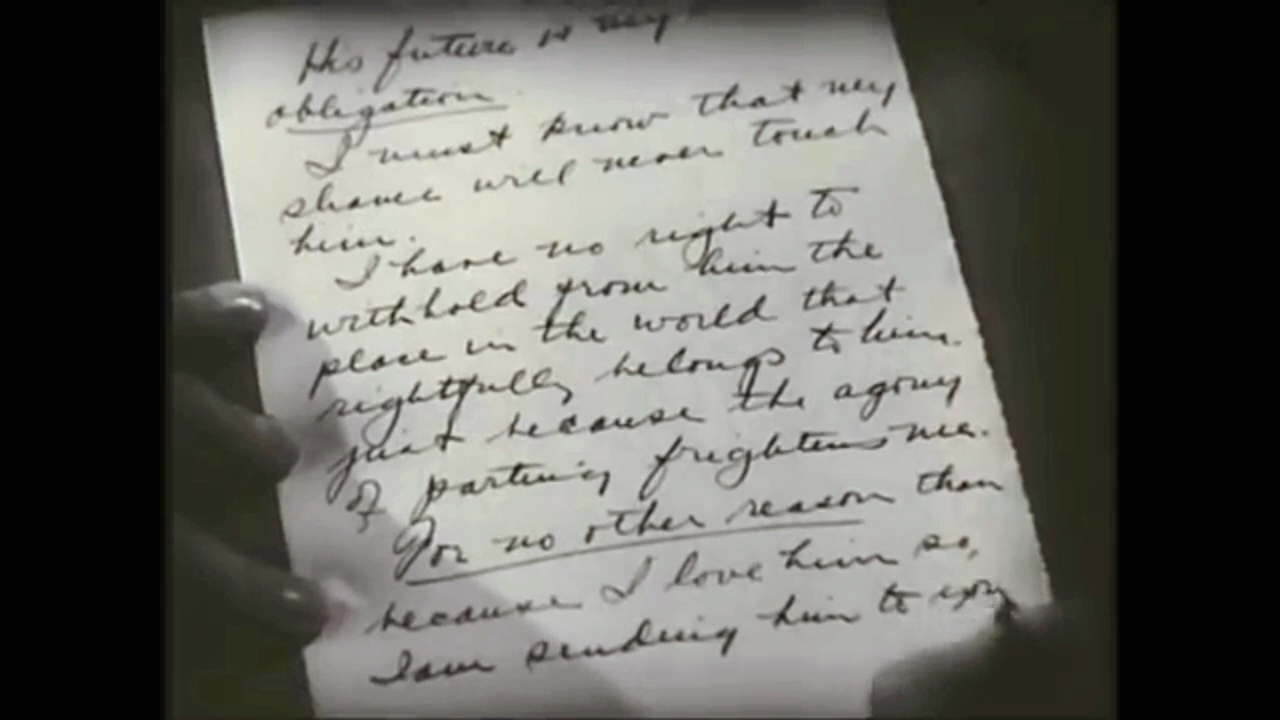 His future is my
obligation
I must know that my
shame will never touch
him.
I have no right to
withhold from him the
place in the world that
rightfully belongs to him.
just because the agony
of parting frightens me.
For no other reason than
because I love him so,
I am sending him to you